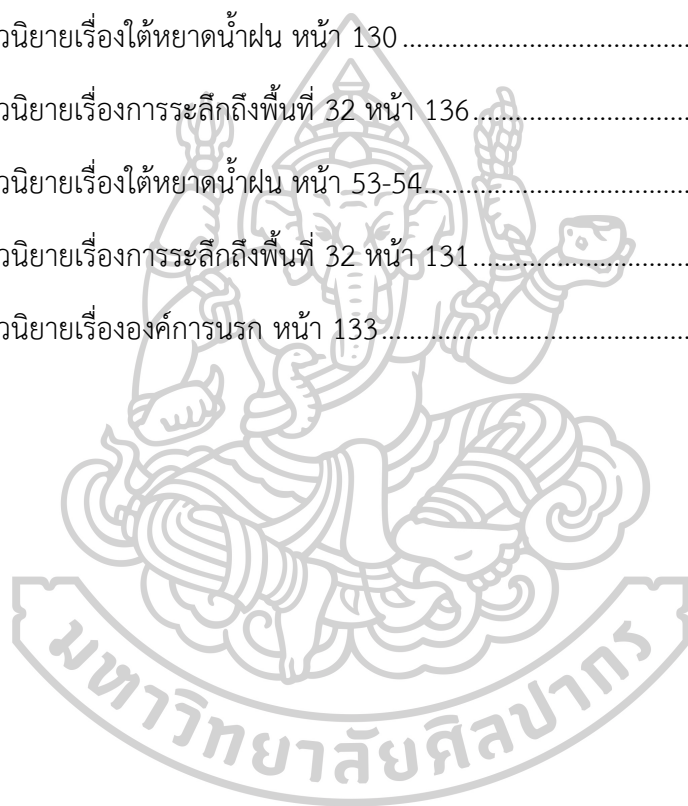 วนิยายเรื่องใต้หยาดน้ำฝน หน้า 130 ........................................
วนิยายเรื่องการระลึกถึงพื้นที่ 32 หน้า 136 ..............................
วนิยายเรื่องใต้หยาดน้ำฝน หน้า 53-54 .....................................
วนิยายเรื่องการระลึกถึงพื้นที่ 32 หน้า 131 ..............................
วนิยายเรื่ององค์การนรก หน้า 133 ...........................................
มหาวิทยาลัยศิลปากร